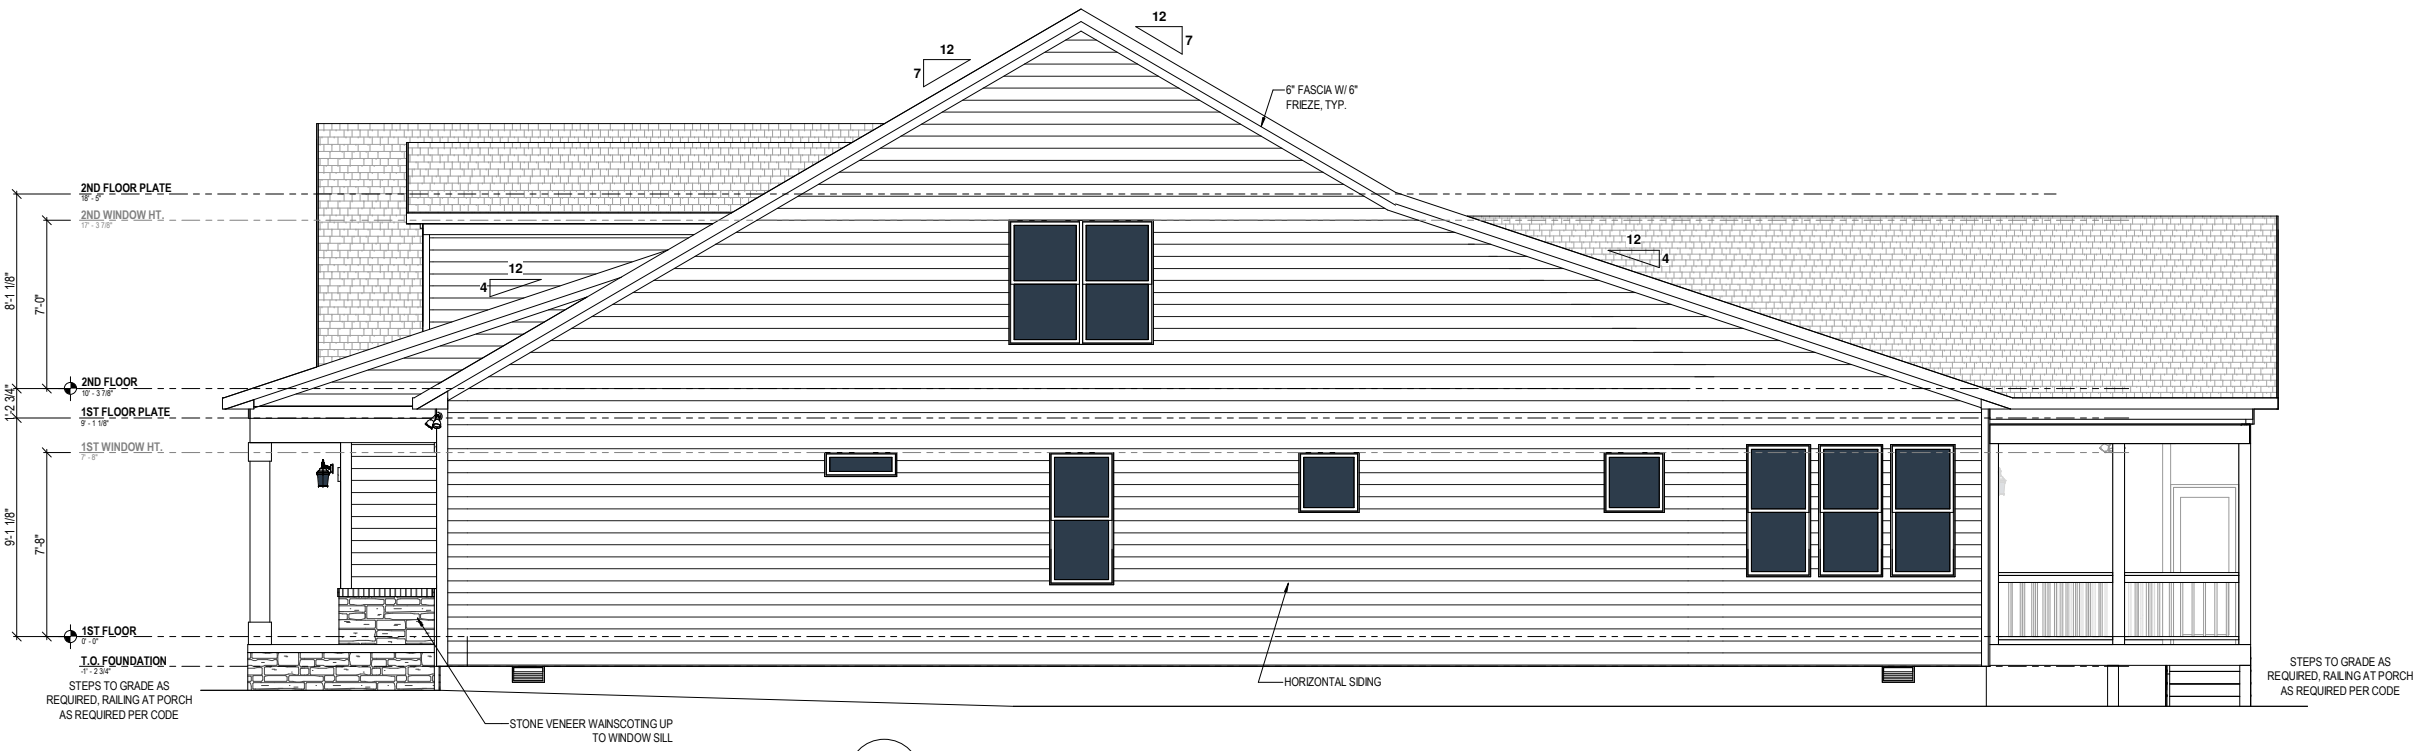 12
7
12
7
6" FASCIA W/ 6"
FRIEZE, TYP.
2ND FLOOR PLATE
18' - 5"
2ND WINDOW HT.
17' - 3 7/8"
12
4
12
4
8'-1 1/8"
7'-0"
2ND FLOOR
10' - 3 7/8"
1'-2 3/4"
1ST FLOOR PLATE
9' - 1 1/8"
1ST WINDOW HT.
7' - 8"
9'-1 1/8"
7'-8"
1ST FLOOR
0' - 0"
T.O. FOUNDATION
-1' - 2 3/4"
STEPS TO GRADE AS
REQUIRED, RAILING AT PORCH
AS REQUIRED PER CODE
HORIZONTAL SIDING
STEPS TO GRADE AS
REQUIRED, RAILING AT PORCH
AS REQUIRED PER CODE
STONE VENEER WAINSCOTING UP
TO WINDOW SILL